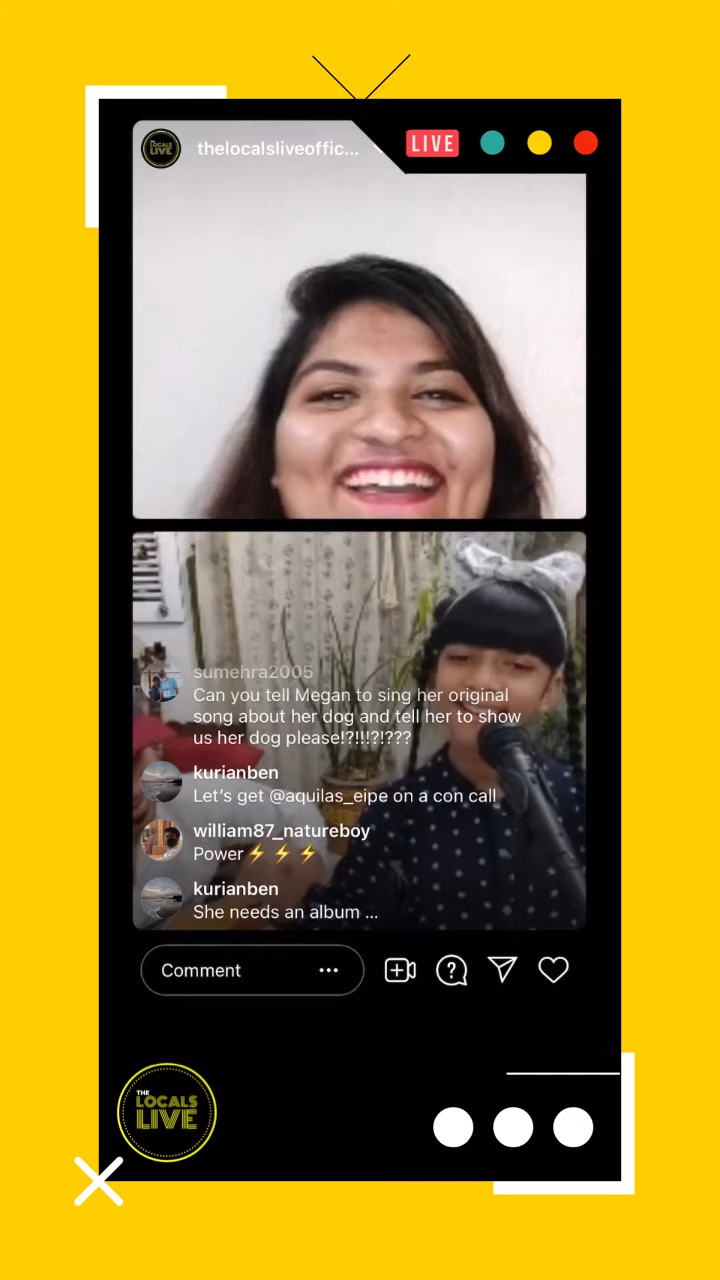 LOCALS
LIVE
thelocalsliveoffic...
LIVE
sumehra2005
Can you tell Megan to sing her original
song about her dog and tell her to show
us her dog please!?!!!?!???
kurianben
Let's get @aquilas_eipe on a con call
william87_natureboy
Power⚡⚡⚡
kurianben
She needs an album ...
Comment ...
THE
LOCALS
LIVE